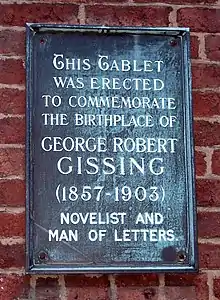 THIS TABLET
WAS ERECTED
TO COMMEMORATE
THE BIRTHPLACE OF
GEORGE ROBERT
GISSING
(1857-1903)
NOVELIST AND
MAN OF LETTERS